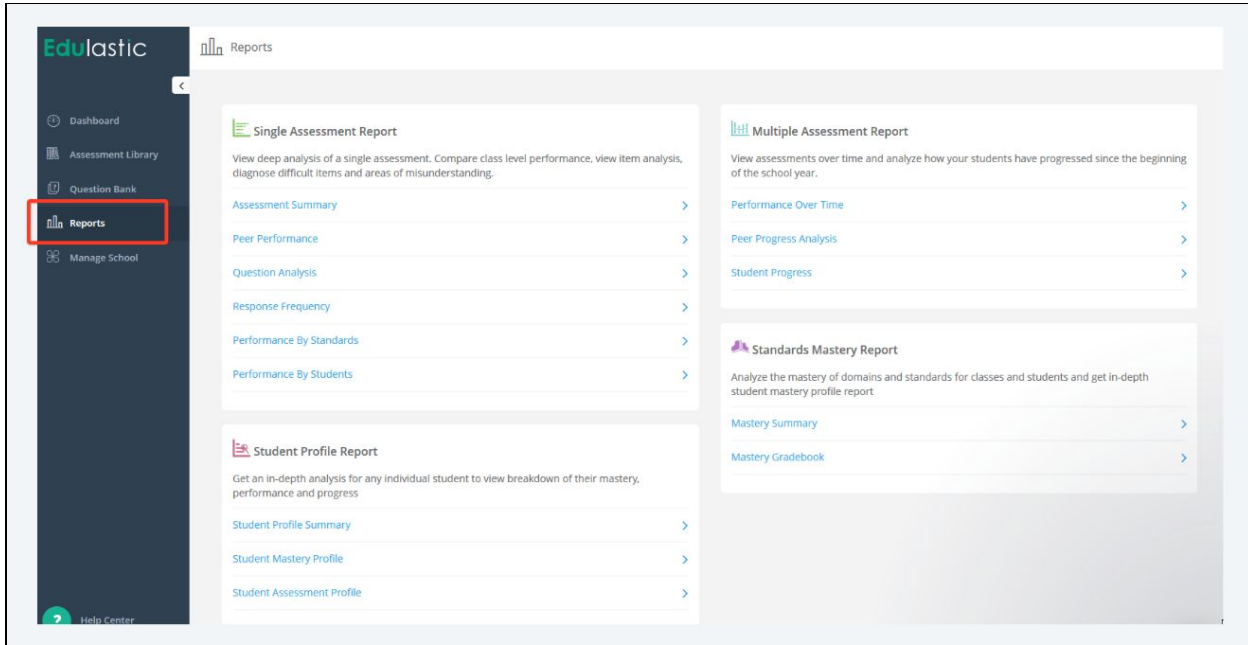 Edulastic
Dashboard
Assessment Library
Question Bank
Reports
Manage School
? Help Center
Reports
Single Assessment Report
View deep analysis of a single assessment. Compare class level performance, view item analysis,
diagnose difficult items and areas of misunderstanding.
Assessment Summary
Peer Performance
Question Analysis
Response Frequency
Performance By Standards
Performance By Students
Student Profile Report
Get an in-depth analysis for any individual student to view breakdown of their mastery,
performance and progress
Student Profile Summary
Student Mastery Profile
Student Assessment Profile
Multiple Assessment Report
View assessments over time and analyze how your students have progressed since the beginning
of the school year.
Performance Over Time
Peer Progress Analysis
Student Progress
Standards Mastery Report
Analyze the mastery of domains and standards for classes and students and get in-depth
student mastery profile report
Mastery Summary
Mastery Gradebook